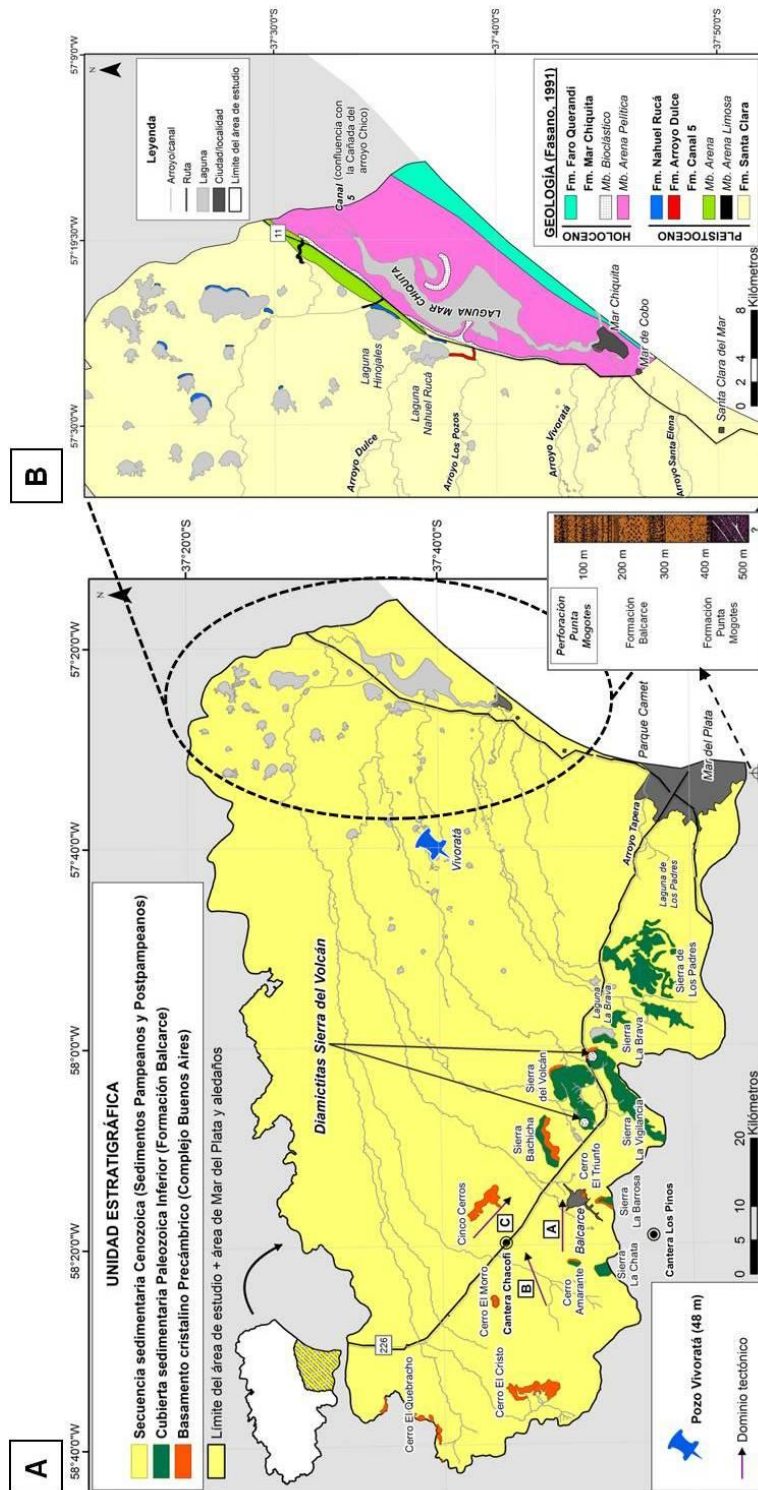 A
UNIDAD ESTRATIGRÁFICA
Secuencia sedimentaria Cenozoica (Sedimentos Pampeanos y Postpampeanos)
Cubierta sedimentaria Paleozoica Inferior (Formación Balcarce)
Basamento cristalino Precámbrico (Complejo Buenos Aires)
Límite del área de estudio + área de Mar del Plata y aledaños
58°40'0"W
58°20'0"W
58°0'0"W
57°40'0"W
57°20'0"W
37°20'0"S
37°40'0"S
N
226
Cerro El Quebracho
Cerro El Cristo
Cerro El Morro
Cinco Cerros
Cantera Chacofi
C
B
A
Balcarce
Cerro
Amarante
Sierra
La Chata
Sierra
La Barrosa
Cerro
El Triunfo
Sierra
Bachicha
Sierra
del Volcán
Sierra
La Vigilancia
Sierra
La Brava
Laguna
La Brava
Sierra de
Los Padres
Laguna de
Los Padres
Arroyo Tapera
Parque Camet
Mar del Plata
Diamictitas Sierra del Volcán
Vivoratá
Cantera Los Pinos
Pozo Vivoratá (48 m)
Dominio tectónico
0 5 10 20
Kilómetros
Perforación
Punta
Mogotes
Formación
Balcarce
Formación
Punta
Mogotes
100 m
200 m
300 m
400 m
500 m
?
B
57°30'0"W
57°19'30"W
57°9'0"W
37°30'0"S
37°40'0"S
37°50'0"S
N
Leyenda
Arroyo/canal
Ruta
Laguna
Ciudad/localidad
Límite del área de estudio
11
Canal (confluencia con
5 la Cañada del
arroyo Chico)
LAGUNA MAR CHIQUITA
Laguna
Hinojales
Laguna
Nahuel Rucá
Arroyo Dulce
Arroyo Los Pozos
Arroyo Vivoratá
Arroyo Santa Elena
Mar Chiquita
Mar de Cobo
Santa Clara del Mar
GEOLOGÍA (Fasano, 1991)
HOLOCENO
Fm. Faro Querandí
Fm. Mar Chiquita
Mb. Bioclástico
Mb. Arena Pelítica
PLEISTOCENO
Fm. Nahuel Rucá
Fm. Arroyo Dulce
Fm. Canal 5
Mb. Arena
Mb. Arena Limosa
Fm. Santa Clara
0 2 4 8
Kilómetros